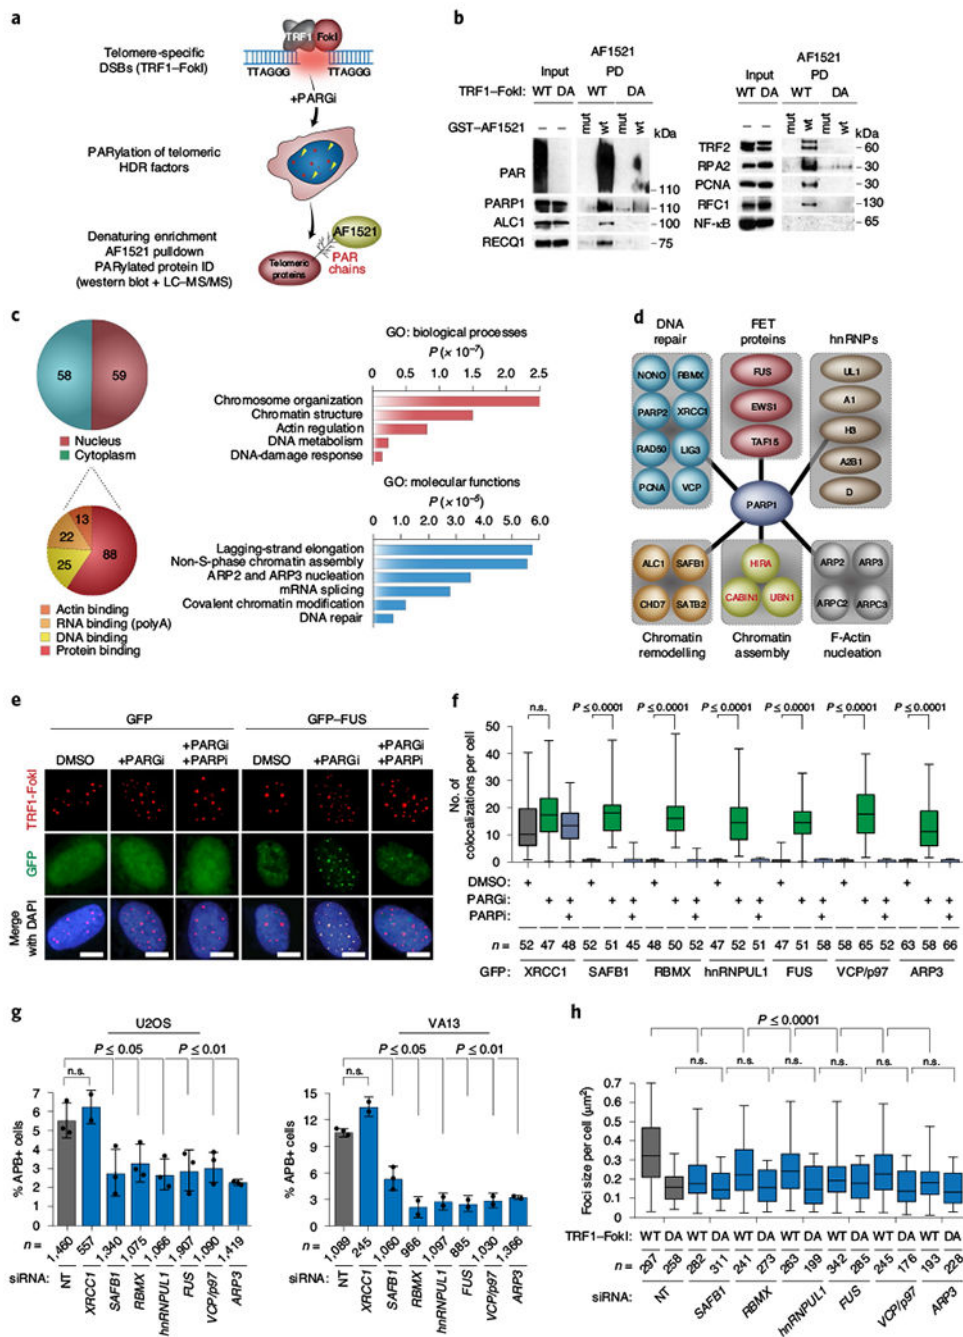 a
TRF1 FokI
Telomere-specific
DSBs (TRF1–FokI)
TTAGGG TTAGGG
+PARGi
PARylation of telomeric
HDR factors
Denaturing enrichment
AF1521 pulldown
PARylated protein ID
(western blot + LC–MS/MS)
AF1521
PAR
chains
Telomeric
proteins
b
AF1521
Input PD
TRF1–FokI: WT DA WT DA
GST–AF1521 – – mut wt mut wt kDa
PAR
110
PARP1 110
ALC1 100
RECQ1 75
AF1521
Input PD
WT DA WT DA
– – mut wt mut wt kDa
TRF2 60
RPA2 30
PCNA 30
RFC1 130
NF-κB 65
c
58 59
Nucleus
Cytoplasm
13
22
25
88
Actin binding
RNA binding (polyA)
DNA binding
Protein binding
GO: biological processes
P (× 10⁻⁷)
0 0.5 1.0 1.5 2.0 2.5
Chromosome organization
Chromatin structure
Actin regulation
DNA metabolism
DNA-damage response
GO: molecular functions
P (× 10⁻⁵)
0 1.0 2.0 3.0 4.0 5.0 6.0
Lagging-strand elongation
Non-S-phase chromatin assembly
ARP2 and ARP3 nucleation
mRNA splicing
Covalent chromatin modification
DNA repair
d
DNA
repair
FET
proteins
hnRNPs
NONO RBMX
PARP2 XRCC1
RAD50 LIG3
PCNA VCP
FUS
EWS1
TAF15
UL1
A1
H3
A2B1
D
PARP1
ALC1 SAFB1
CHD7 SATB2
HIRA
CABIN1 UBN1
ARP2 ARP3
ARPC2 ARPC3
Chromatin
remodelling
Chromatin
assembly
F-Actin
nucleation
e
GFP GFP–FUS
DMSO +PARGi +PARGi +PARPi DMSO +PARGi +PARGi +PARPi
TRF1-FokI
GFP
Merge
with DAPI
f
n.s. P ≤ 0.0001 P ≤ 0.0001 P ≤ 0.0001 P ≤ 0.0001 P ≤ 0.0001 P ≤ 0.0001
No. of
colocalizations per cell
50
40
30
20
10
0
DMSO: + + + + + + +
PARGi: + + + + + + + + + + + + + +
PARPi: + + + + + + +
n = 52 47 48 52 51 45 48 50 52 47 52 51 47 51 58 58 65 52 63 58 66
GFP: XRCC1 SAFB1 RBMX hnRNPUL1 FUS VCP/p97 ARP3
g
U2OS
P ≤ 0.05 P ≤ 0.01
n.s.
% APB+ cells
7
6
5
4
3
2
1
0
n = 1,460 557 1,340 1,075 1,066 1,907 1,090 1,419
siRNA: NT XRCC1 SAFB1 RBMX hnRNPUL1 FUS VCP/p97 ARP3
VA13
P ≤ 0.05 P ≤ 0.01
n.s.
% APB+ cells
15
12
9
6
3
0
n = 1,089 245 1,060 966 1,097 885 1,030 1,366
siRNA: NT XRCC1 SAFB1 RBMX hnRNPUL1 FUS VCP/p97 ARP3
h
P ≤ 0.0001
n.s. n.s. n.s. n.s. n.s. n.s.
Foci size per cell (µm²)
0.7
0.6
0.5
0.4
0.3
0.2
0.1
0
TRF1–FokI: WT DA WT DA WT DA WT DA WT DA WT DA WT DA
n = 297 258 282 311 241 273 263 199 342 285 245 176 193 228
siRNA: NT SAFB1 RBMX hnRNPUL1 FUS VCP/p97 ARP3